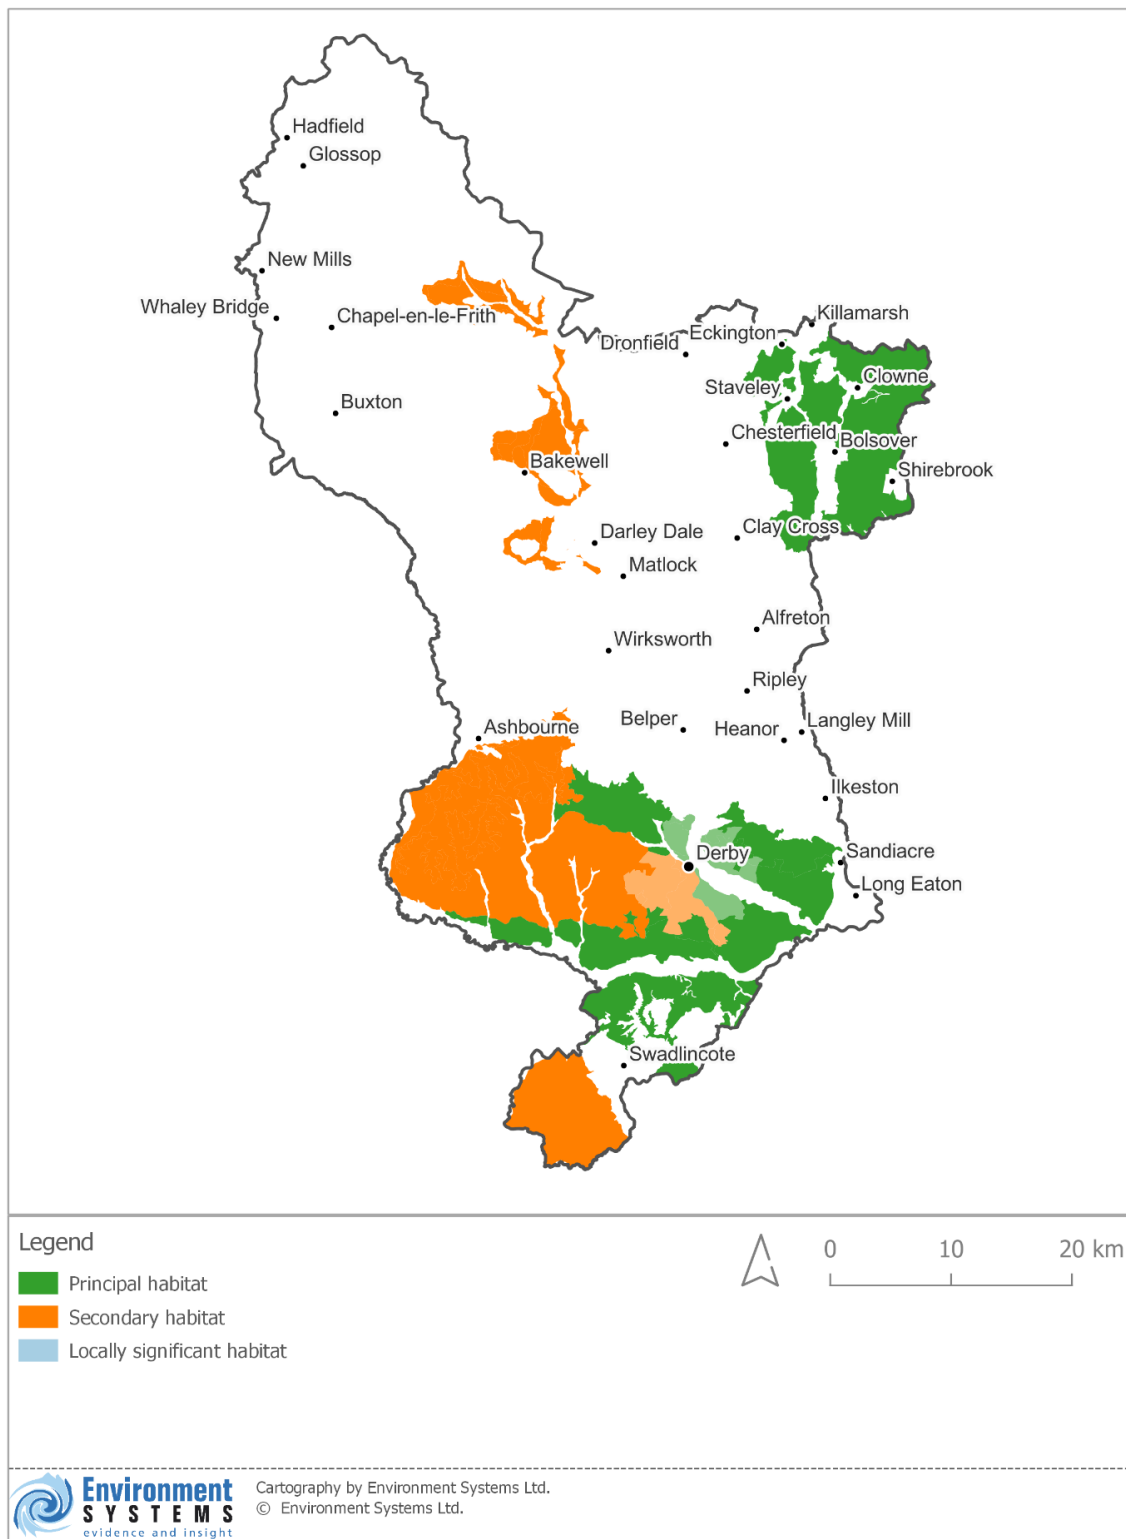 Hadfield
Glossop
New Mills
Whaley Bridge
Chapel-en-le-Frith
Killamarsh
Eckington
Dronfield
Clowne
Staveley
Buxton
Chesterfield
Bolsover
Bakewell
Shirebrook
Clay Cross
Darley Dale
Matlock
Alfreton
Wirksworth
Ripley
Belper
Langley Mill
Ashbourne
Heanor
Ilkeston
Derby
Sandiacre
Long Eaton
Swadlincote
Legend
0 10 20 km
Principal habitat
Secondary habitat
Locally significant habitat
Environment
SYSTEMS
evidence and insight
Cartography by Environment Systems Ltd.
© Environment Systems Ltd.